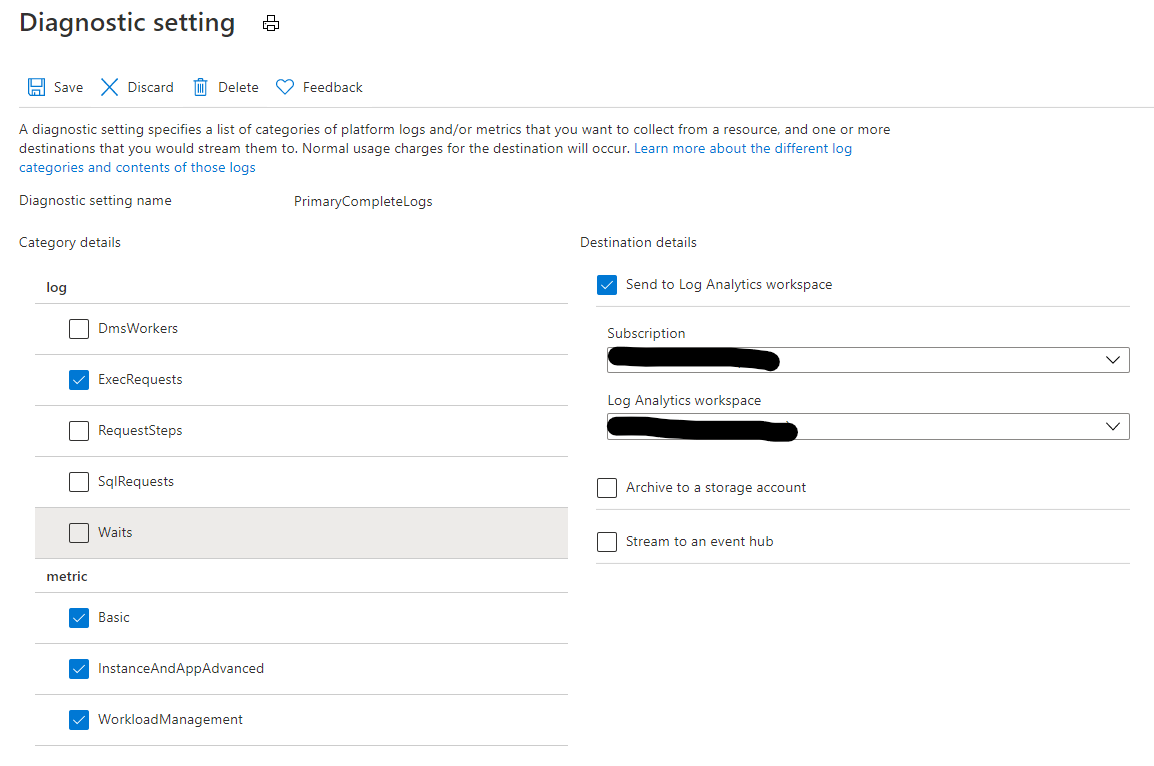 Diagnostic setting
Save Discard Delete Feedback
A diagnostic setting specifies a list of categories of platform logs and/or metrics that you want to collect from a resource, and one or more
destinations that you would stream them to. Normal usage charges for the destination will occur. Learn more about the different log
categories and contents of those logs
Diagnostic setting name PrimaryCompleteLogs
Category details
log
DmsWorkers
ExecRequests
RequestSteps
SqlRequests
Waits
metric
Basic
InstanceAndAppAdvanced
WorkloadManagement
Destination details
Send to Log Analytics workspace
Subscription
Log Analytics workspace
Archive to a storage account
Stream to an event hub